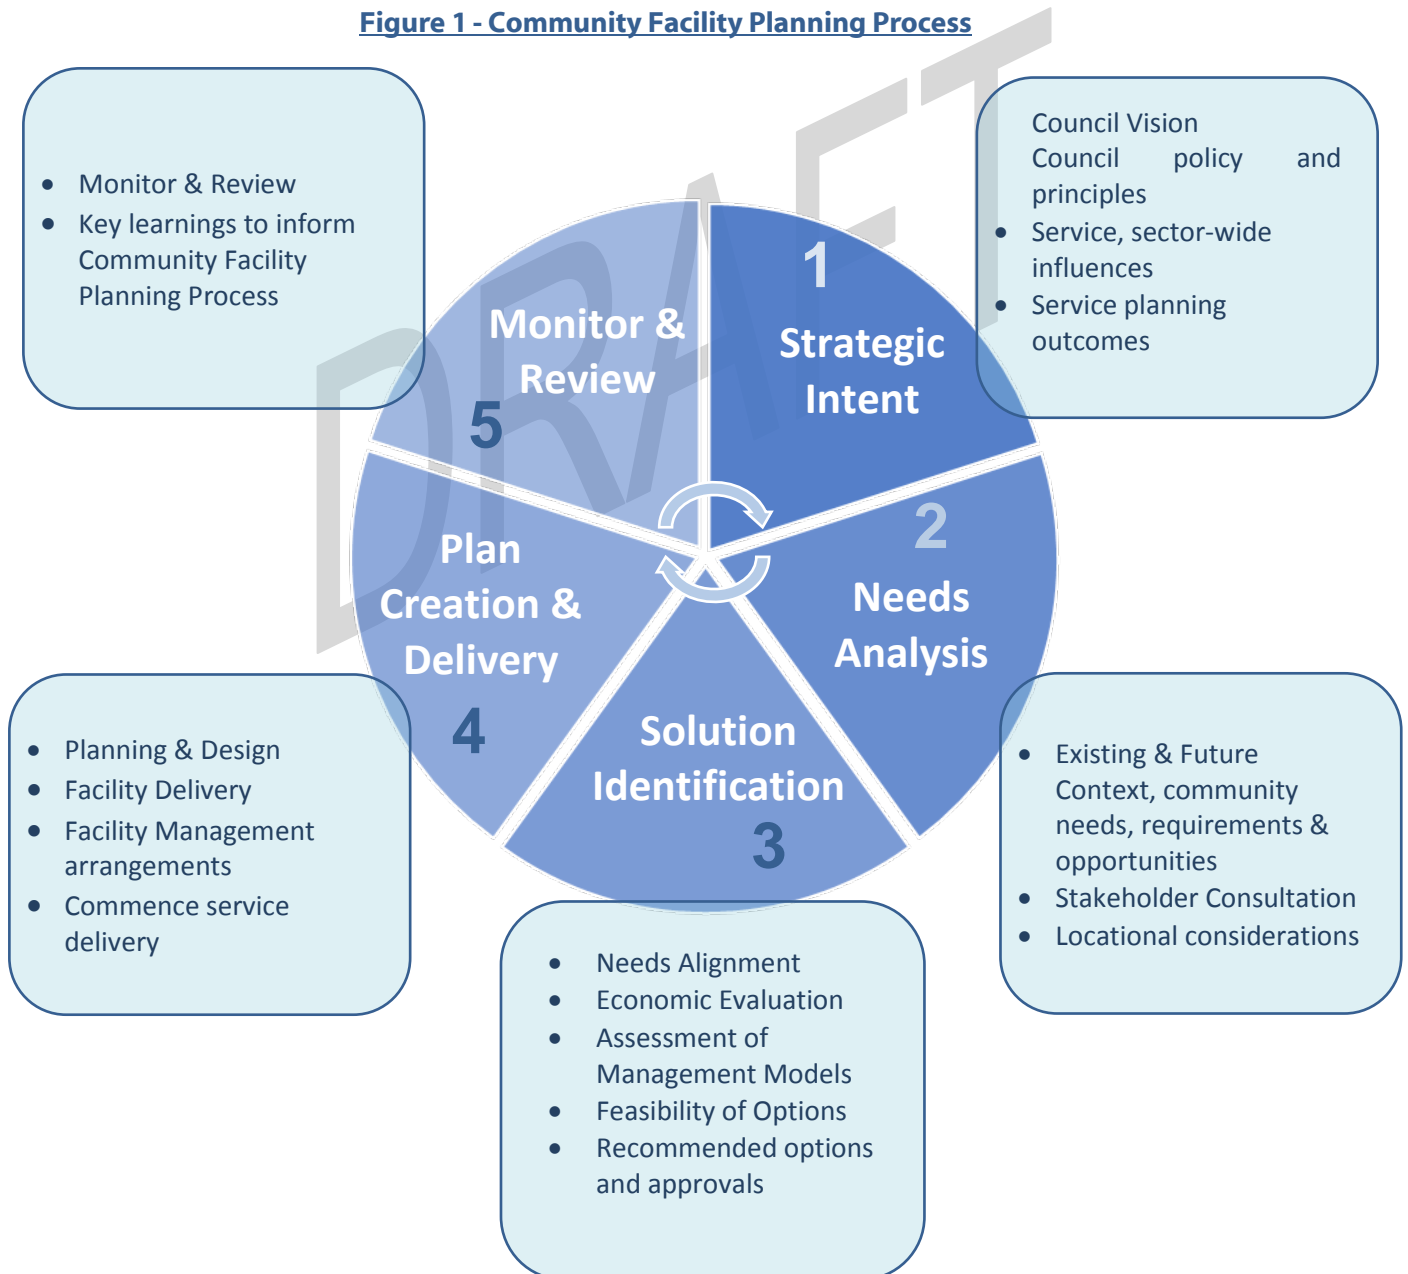 Figure 1 - Community Facility Planning Process
DRAFT
• Monitor & Review
• Key learnings to inform
Community Facility
Planning Process
Council Vision
Council policy and
principles
• Service, sector-wide
influences
• Service planning
outcomes
1
Strategic
Intent
Monitor &
Review
5
2
Needs
Analysis
Plan
Creation &
Delivery
4
Solution
Identification
3
• Planning & Design
• Facility Delivery
• Facility Management
arrangements
• Commence service
delivery
• Existing & Future
Context, community
needs, requirements &
opportunities
• Stakeholder Consultation
• Locational considerations
• Needs Alignment
• Economic Evaluation
• Assessment of
Management Models
• Feasibility of Options
• Recommended options
and approvals